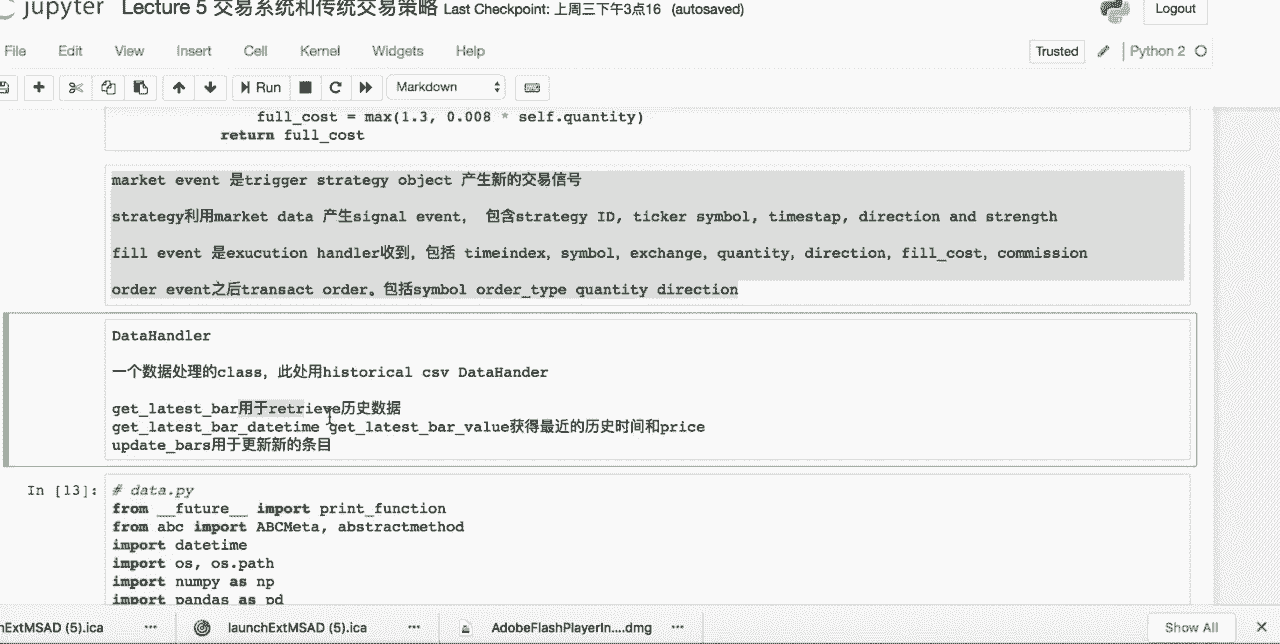 jupyter Lecture 5 交易系统和传统交易策略 Last Checkpoint: 上周三下午3点16 (autosaved)
Logout
File Edit View Insert Cell Kernel Widgets Help
Trusted Python 2
Run Markdown
full_cost = max(1.3, 0.008 * self.quantity)
return full_cost
market event 是trigger strategy object 产生新的交易信号
strategy利用market data 产生signal event， 包含strategy ID, ticker symbol, timestap, direction and strength
fill event 是exucution handler收到，包括 timeindex, symbol, exchange, quantity, direction, fill_cost, commission
order event之后transact order。包括symbol order_type quantity direction
DataHandler
一个数据处理的class，此处用historical csv DataHander
get_latest_bar用于retrieve历史数据
get_latest_bar_datetime get_latest_bar_value获得最近的历史时间和price
update_bars用于更新新的条目
In [13]: # data.py
from __future__ import print_function
from abc import ABCMeta, abstractmethod
import datetime
import os, os.path
import numpy as np
import pandas as pd
hExtMSAD (5).ica
launchExtMSAD (5).ica
AdobeFlashPlayerIn....dmg
Show All